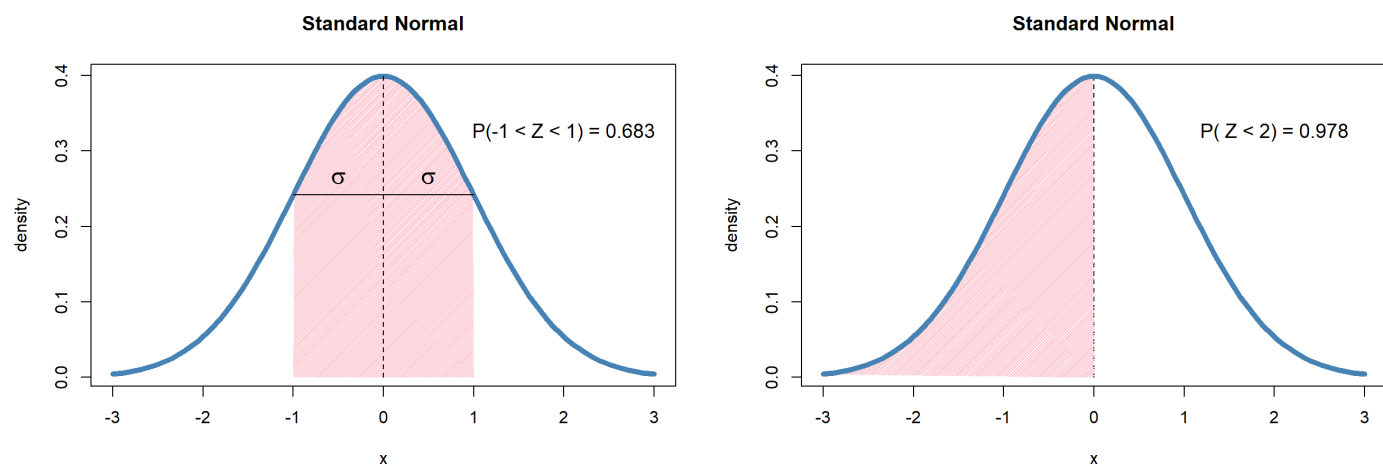 Standard Normal
P(-1 < Z < 1) = 0.683
σ σ
density
0.0 0.1 0.2 0.3 0.4
-3 -2 -1 0 1 2 3
x
Standard Normal
P( Z < 2) = 0.978
density
0.0 0.1 0.2 0.3 0.4
-3 -2 -1 0 1 2 3
x